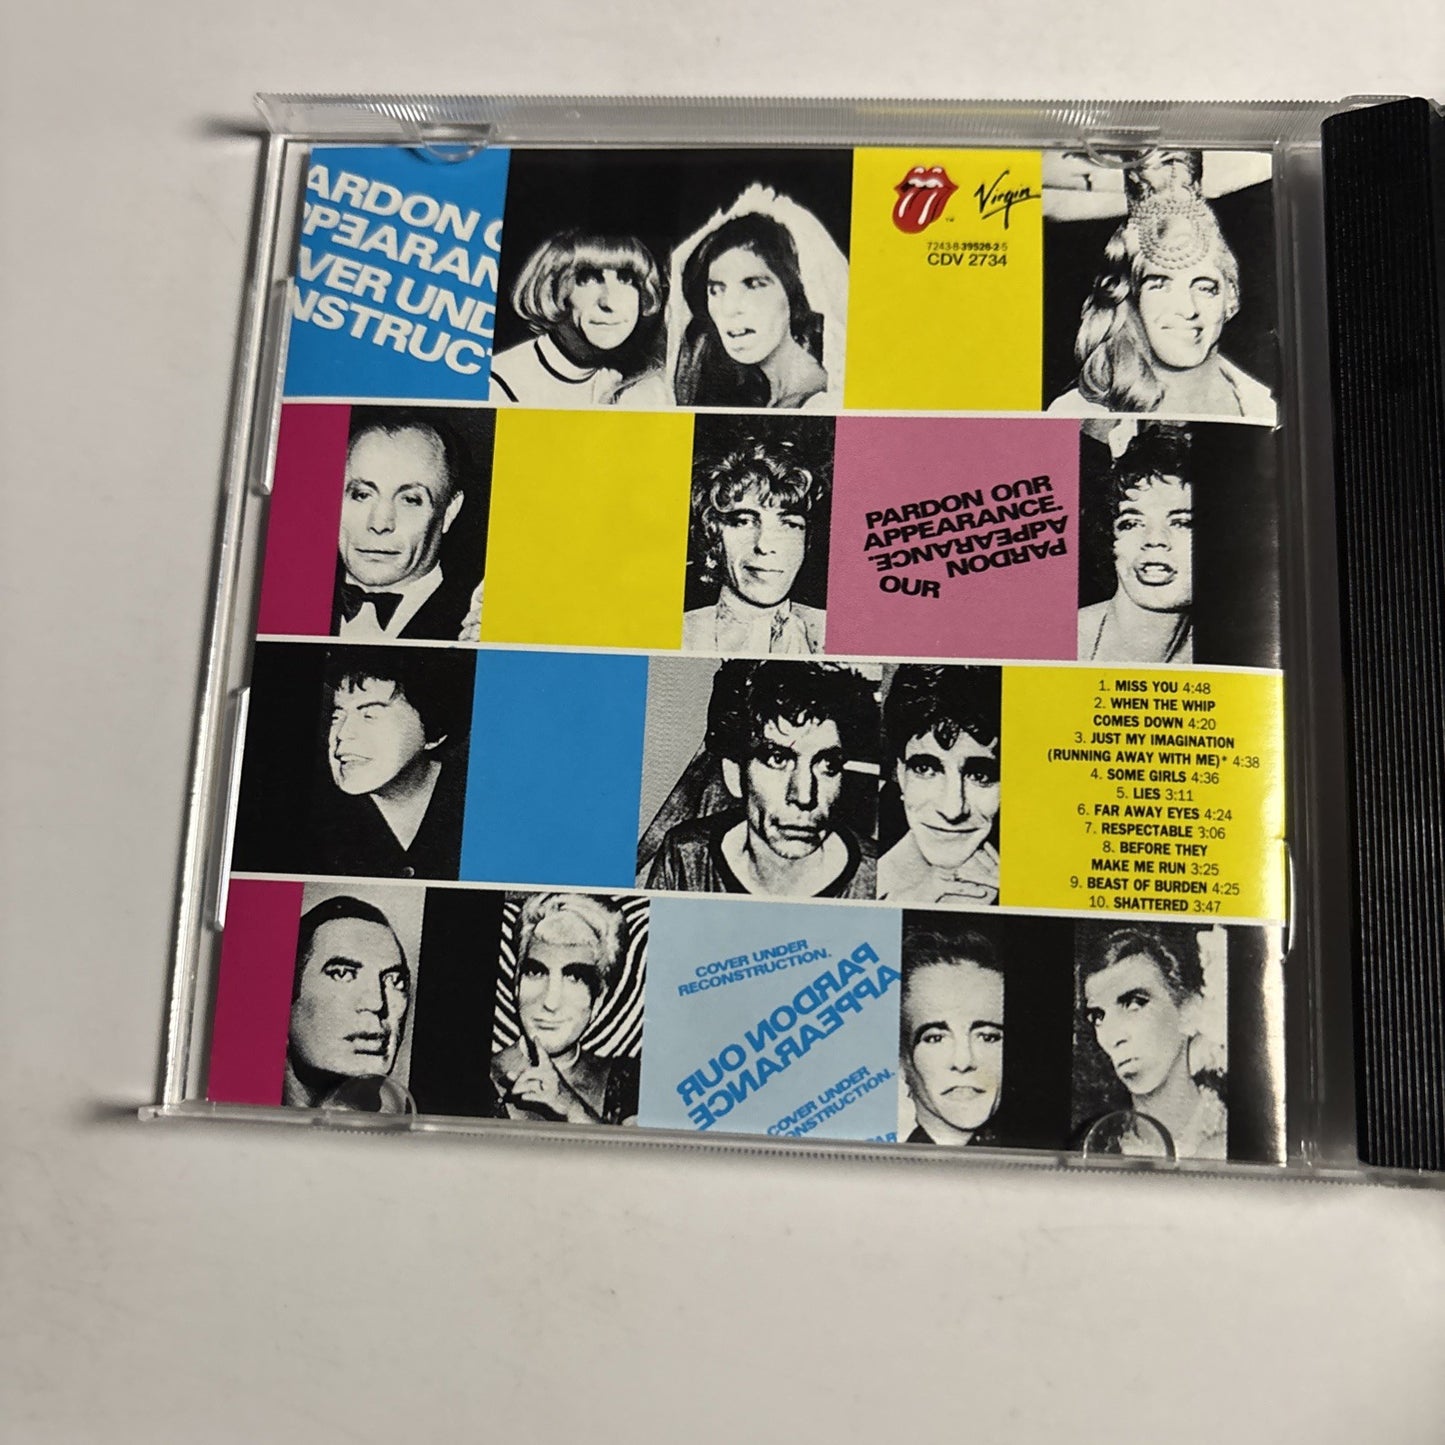 ARDON O
PPEARAN
VER UND
NSTRUCT
Virgin
TM
7243-8-39526-2-5
CDV 2734
PARDON OUR
APPEARANCE.
APPEARANCE.
PARDON
OUR
1. MISS YOU 4:48
2. WHEN THE WHIP
COMES DOWN 4:20
3. JUST MY IMAGINATION
(RUNNING AWAY WITH ME)* 4:38
4. SOME GIRLS 4:36
5. LIES 3:11
6. FAR AWAY EYES 4:24
7. RESPECTABLE 3:06
8. BEFORE THEY
MAKE ME RUN 3:25
9. BEAST OF BURDEN 4:25
10. SHATTERED 3:47
COVER UNDER
RECONSTRUCTION.
PARDON OUR
APPEARANCE
COVER UNDER
ONSTRUCTION.
PAR